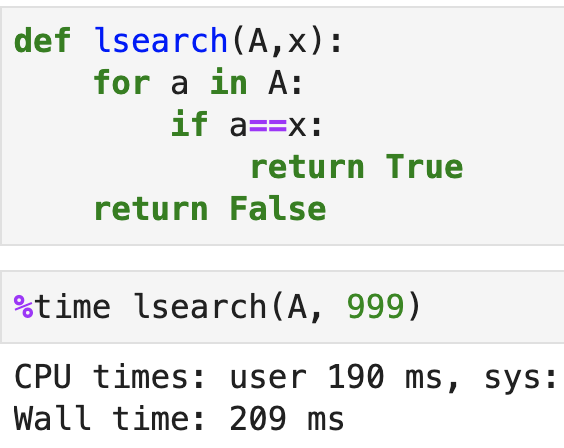 def lsearch(A,x):
    for a in A:
        if a==x:
            return True
    return False
%time lsearch(A, 999)
CPU times: user 190 ms, sys:
Wall time: 209 ms